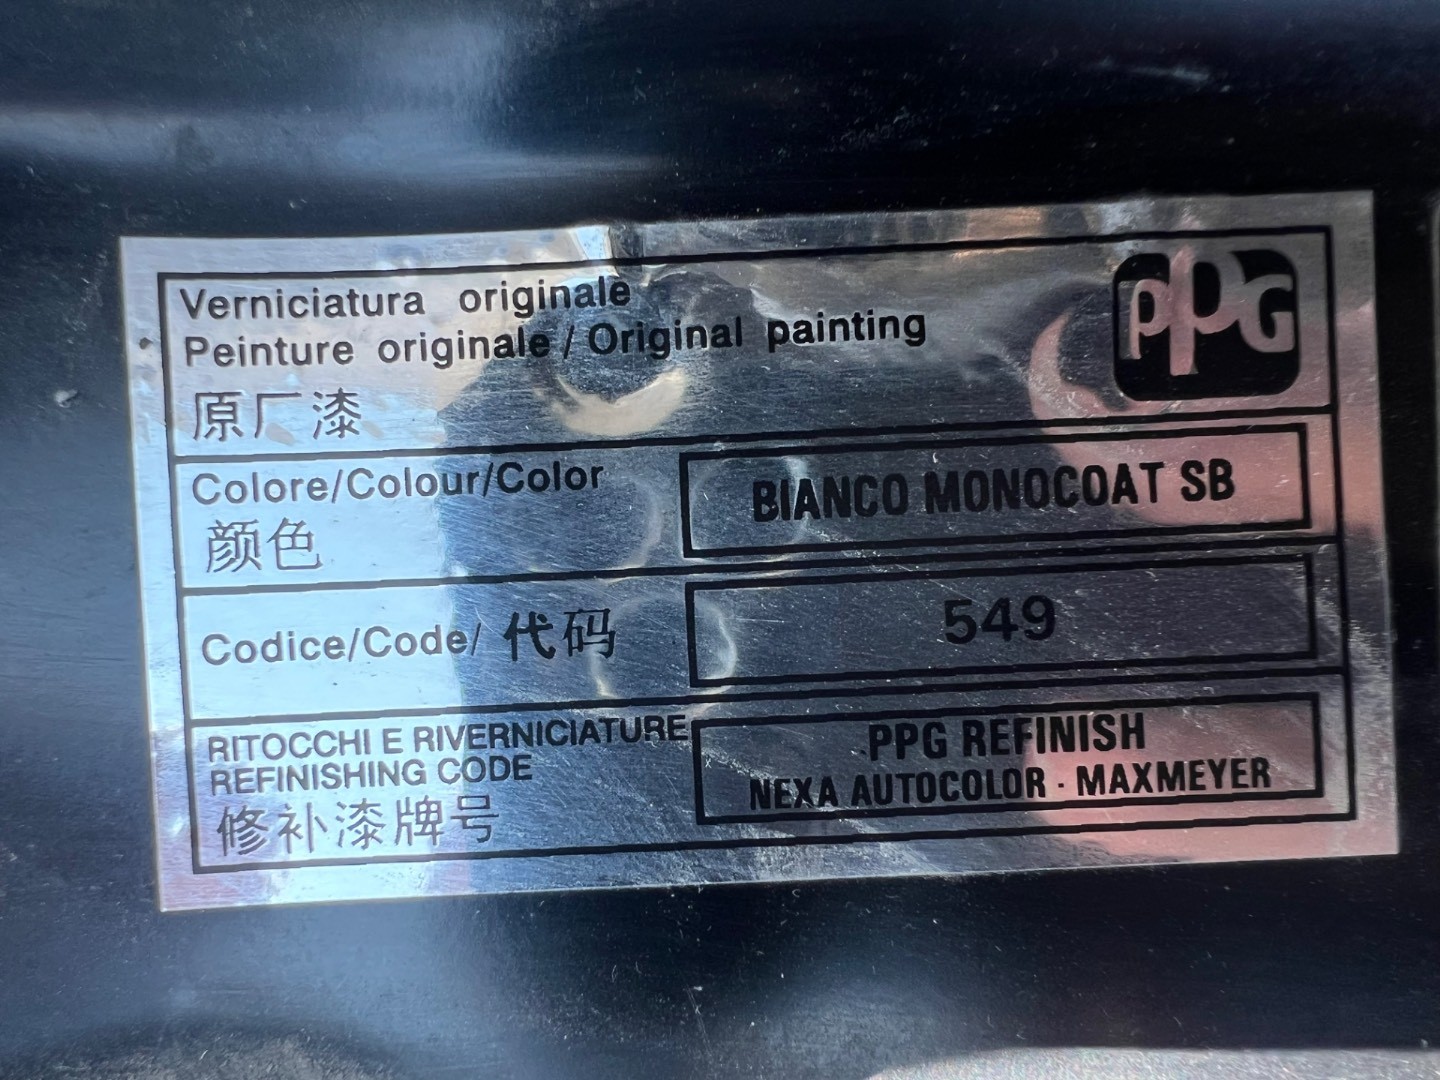 Verniciatura originale
Peinture originale / Original painting
原厂漆
PPG
Colore/Colour/Color
颜色
BIANCO MONOCOAT SB
Codice/Code/ 代码
549
RITOCCHI E RIVERNICIATURE
REFINISHING CODE
修补漆牌号
PPG REFINISH
NEXA AUTOCOLOR · MAXMEYER